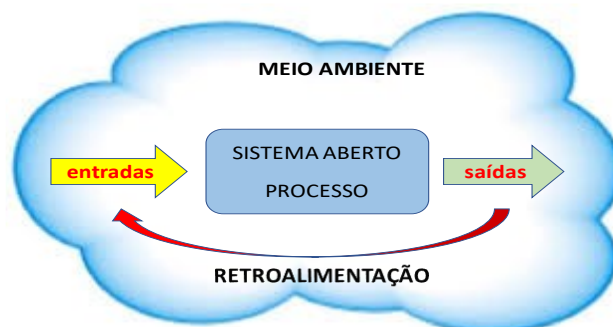 MEIO AMBIENTE
entradas
SISTEMA ABERTO
PROCESSO
saídas
RETROALIMENTAÇÃO